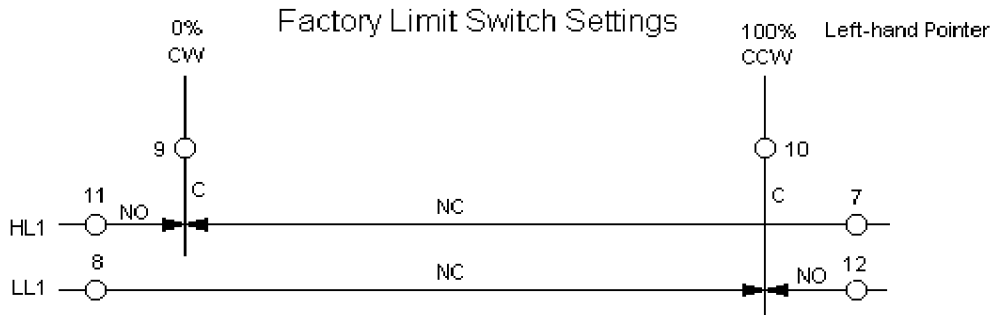 Factory Limit Switch Settings
0%
CW
100%
CCW
Left-hand Pointer
9
10
C
C
11
NO
NC
7
HL1
8
NC
12
NO
LL1